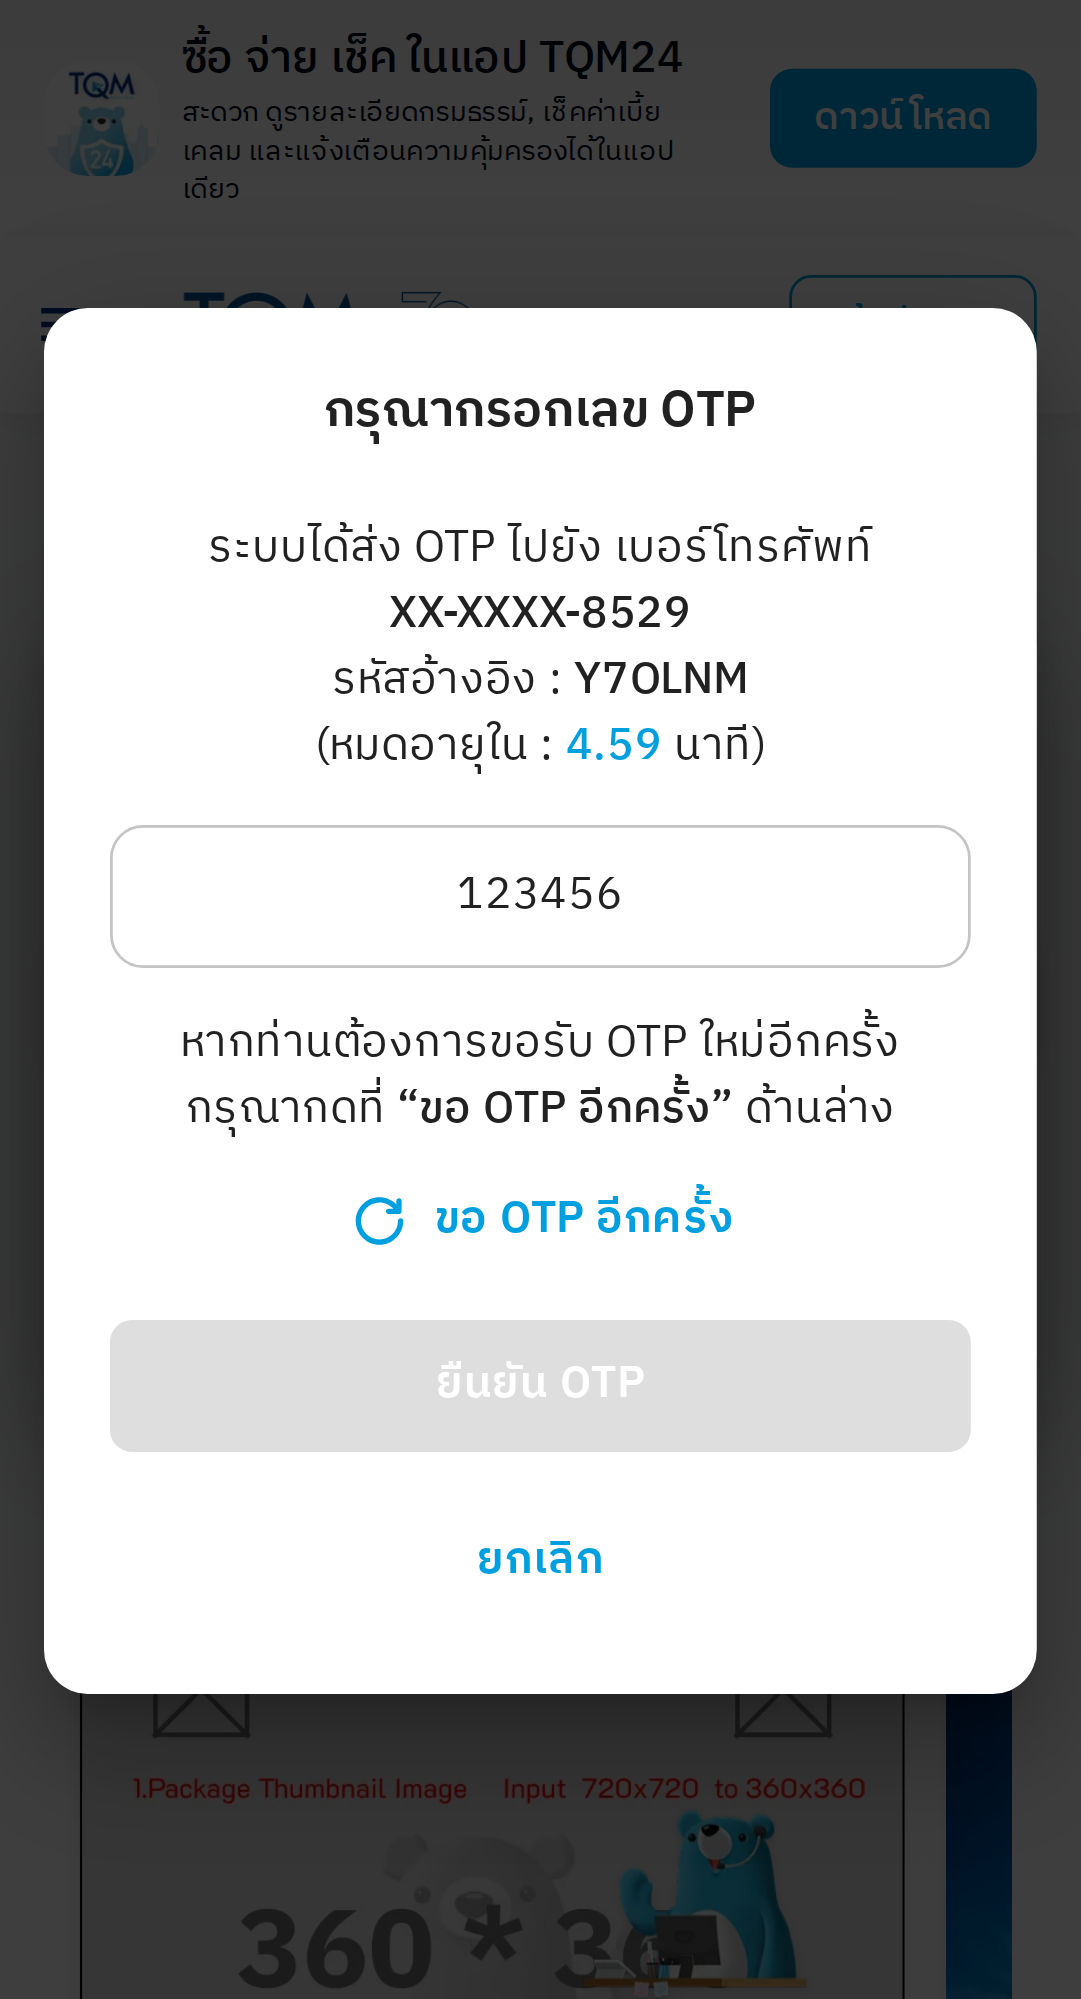 ซื้อ จ่าย เช็ค ในแอป TQM24
TQM
24
สะดวก ดูรายละเอียดกรมธรรม์, เช็คค่าเบี้ย
เคลม และแจ้งเตือนความคุ้มครองได้ในแอป
เดียว
ดาวน์โหลด
กรุณากรอกเลข OTP
ระบบได้ส่ง OTP ไปยัง เบอร์โทรศัพท์
XX-XXXX-8529
รหัสอ้างอิง : Y7OLNM
(หมดอายุใน : 4.59 นาที)
123456
หากท่านต้องการขอรับ OTP ใหม่อีกครั้ง
กรุณากดที่ “ขอ OTP อีกครั้ง” ด้านล่าง
ขอ OTP อีกครั้ง
ยืนยัน OTP
ยกเลิก
1.Package Thumbnail Image Input 720x720 to 360x360
360 * 36